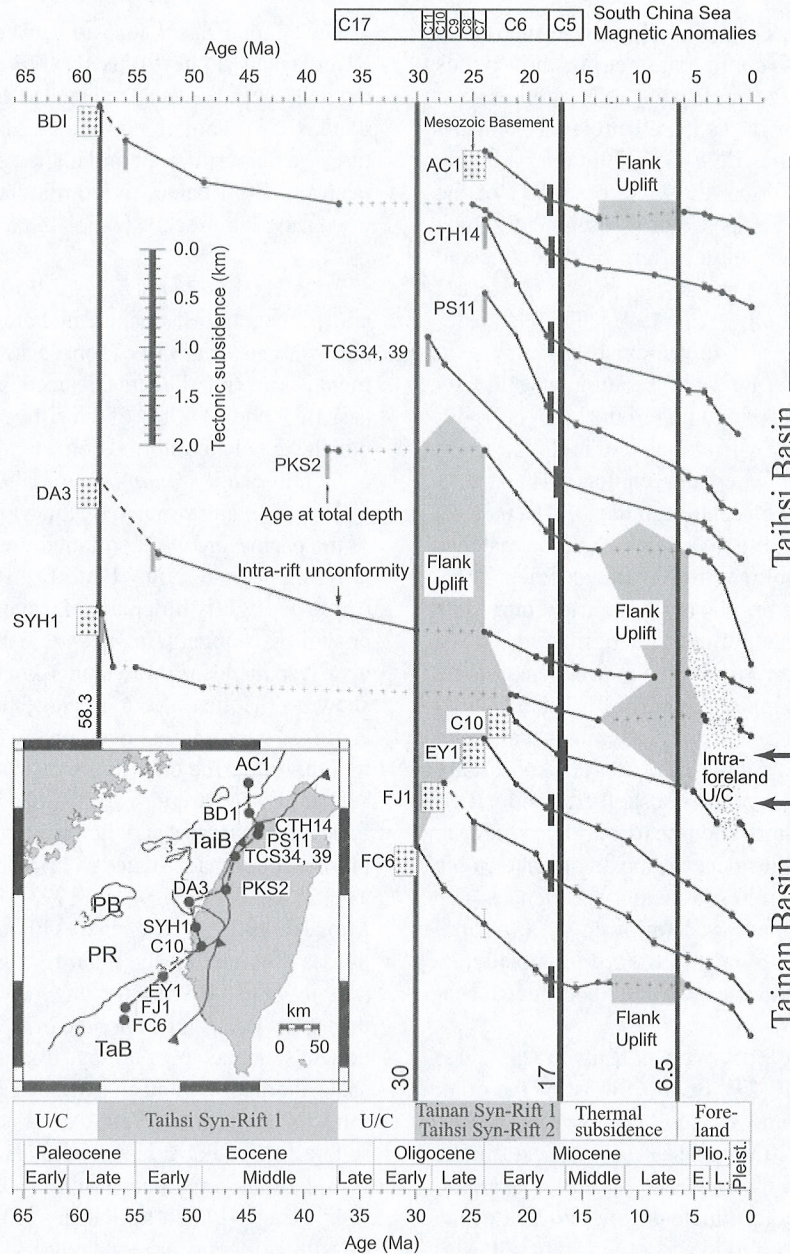 C17
C11
C10
C9
C8
C7
C6
C5
South China Sea
Magnetic Anomalies
Age (Ma)
65 60 55 50 45 40 35 30 25 20 15 10 5 0
BDI
Mesozoic Basement
AC1
Flank
Uplift
CTH14
PS11
TCS34, 39
0.0
0.5
1.0
1.5
2.0
Tectonic subsidence (km)
PKS2
Age at total depth
DA3
Intra-rift unconformity
Flank
Uplift
Flank
Uplift
SYH1
58.3
Taihsi Basin
C10
EY1
FJ1
FC6
Intra-
foreland
U/C
Tainan Basin
Flank
Uplift
AC1
BD1
CTH14
TaiB
PS11
TCS34, 39
DA3
PKS2
PB
SYH1
C10
PR
EY1
FJ1
FC6
TaB
km
0 50
30
17
6.5
U/C
Taihsi Syn-Rift 1
U/C
Tainan Syn-Rift 1
Taihsi Syn-Rift 2
Thermal
subsidence
Fore-
land
Paleocene
Eocene
Oligocene
Miocene
Plio..
Pleist.
Early
Late
Early
Middle
Late
Early
Late
Early
Middle
Late
E.
L.
65 60 55 50 45 40 35 30 25 20 15 10 5 0
Age (Ma)